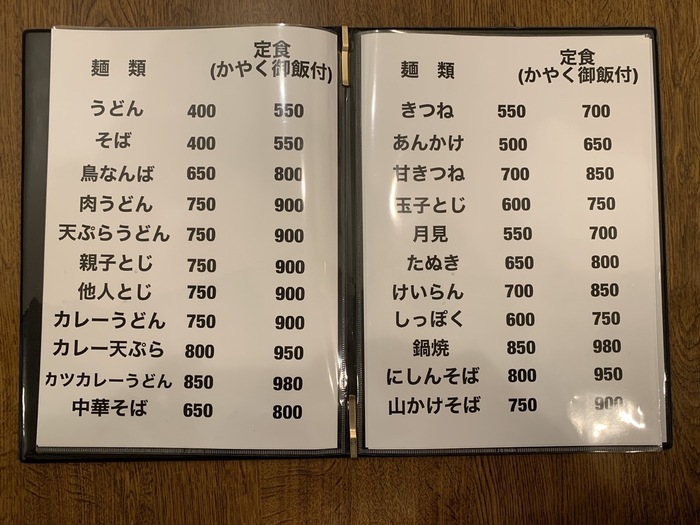 麺 類 定食
(かやく御飯付)
うどん 400 550
そば 400 550
鳥なんば 650 800
肉うどん 750 900
天ぷらうどん 750 900
親子とじ 750 900
他人とじ 750 900
カレーうどん 750 900
カレー天ぷら 800 950
カツカレーうどん 850 980
中華そば 650 800
麺 類 定食
(かやく御飯付)
きつね 550 700
あんかけ 500 650
甘きつね 700 850
玉子とじ 600 750
月見 550 700
たぬき 650 800
けいらん 700 850
しっぽく 600 750
鍋焼 850 980
にしんそば 800 950
山かけそば 750 900